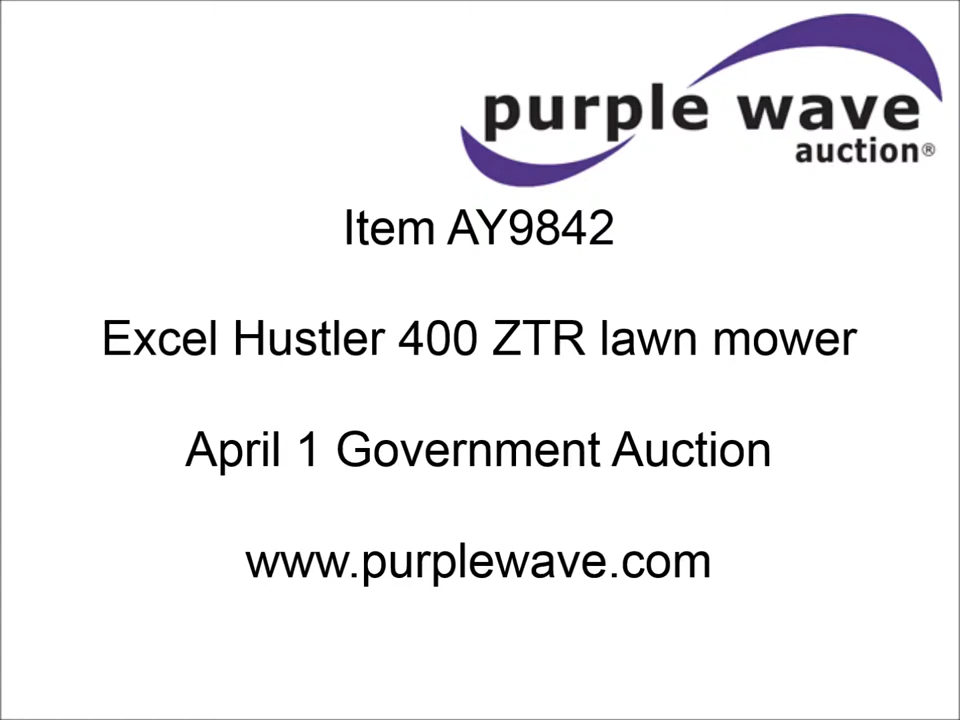 purple wave
auction®
Item AY9842
Excel Hustler 400 ZTR lawn mower
April 1 Government Auction
www.purplewave.com